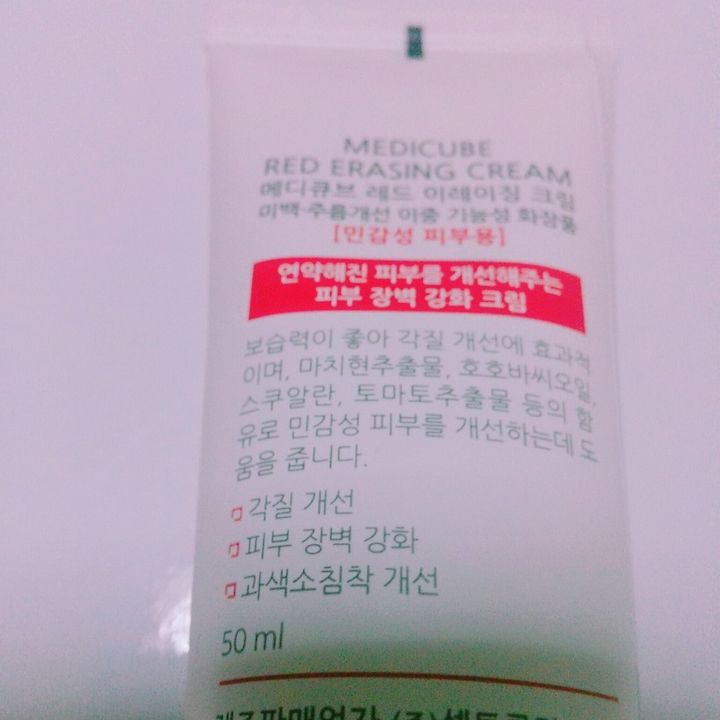 MEDICUBE
RED ERASING CREAM
메디큐브 레드 이레이징 크림
미백·주름개선 이중 기능성 화장품
[민감성 피부용]
연약해진 피부를 개선해주는
피부 장벽 강화 크림
보습력이 좋아 각질 개선에 효과적
이며, 마치현추출물, 호호바씨오일,
스쿠알란, 토마토추출물 등의 함
유로 민감성 피부를 개선하는데 도
움을 줍니다.
각질 개선
피부 장벽 강화
과색소침착 개선
50 ml